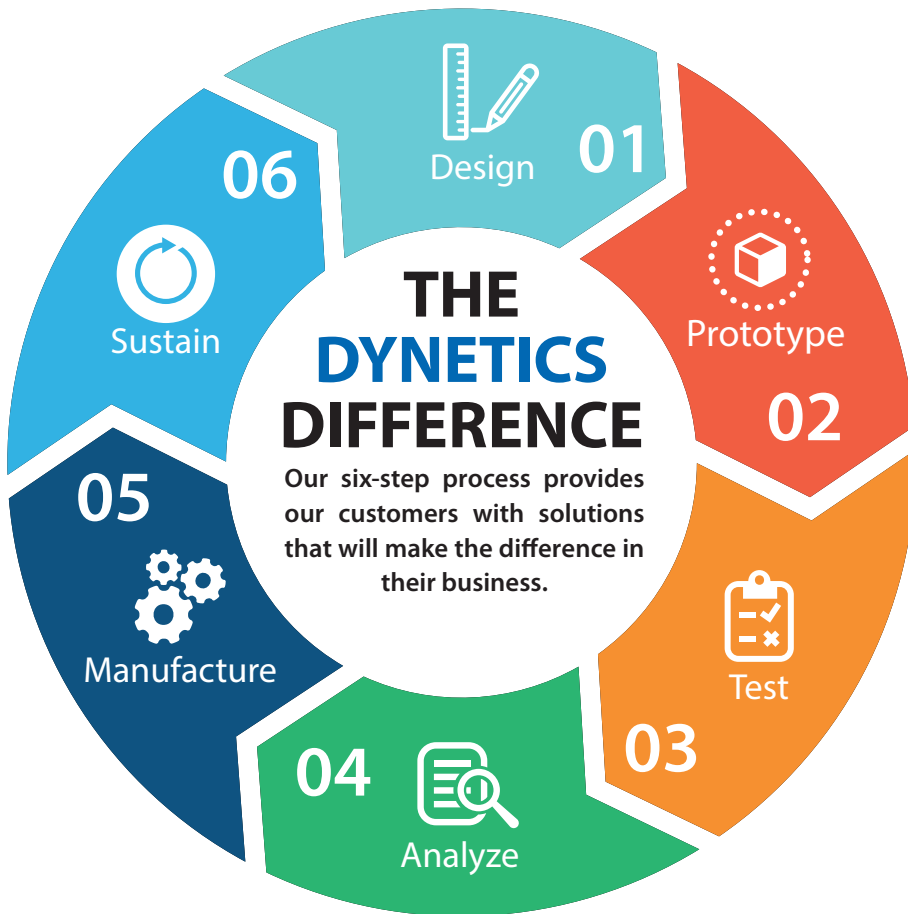 THE
DYNETICS
DIFFERENCE
Our six-step process provides
our customers with solutions
that will make the difference in
their business.
Design
01
Prototype
02
Test
03
04
Analyze
05
Manufacture
06
Sustain